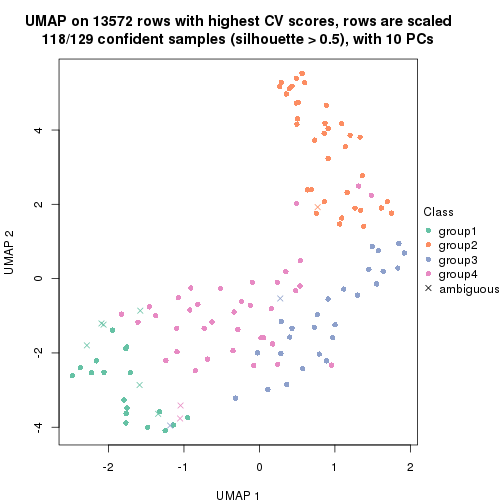 UMAP on 13572 rows with highest CV scores, rows are scaled
118/129 confident samples (silhouette > 0.5), with 10 PCs
4
2
0
-2
-4
UMAP 2
-2
-1
0
1
2
UMAP 1
Class
group1
group2
group3
group4
ambiguous